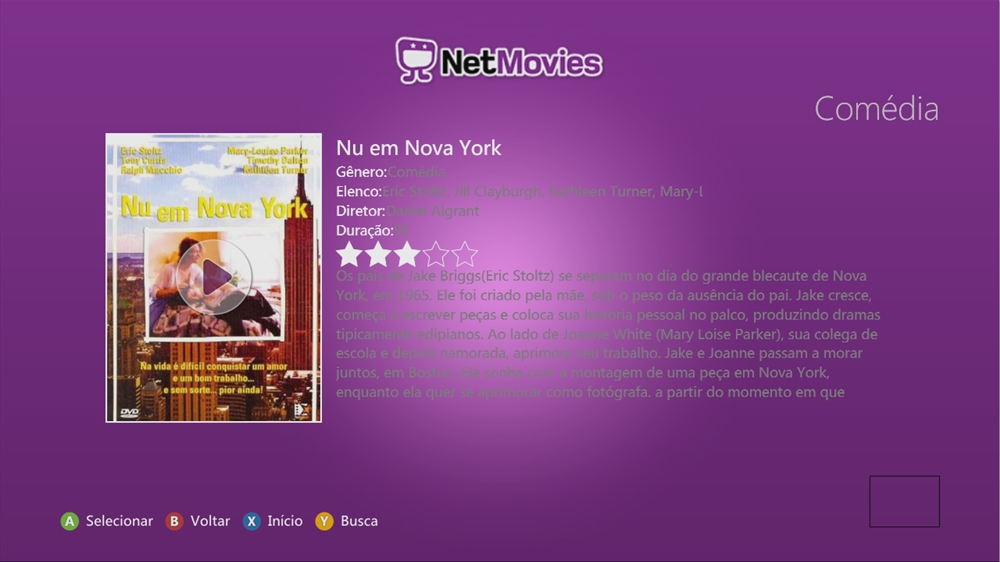 NetMovies
Comédia
Eric Stoltz
Tony Curtis
Ralph Macchio
Mary-Louise Parker
Timothy Dalton
Kathleen Turner
Nu em Nova York
Na vida é difícil conquistar um amor
e um bom trabalho...
e sem sorte... pior ainda!
DVD
Nu em Nova York
Gênero:Comédia
Elenco:Eric Stoltz, Jill Clayburgh, Kathleen Turner, Mary-l
Diretor:Daniel Algrant
Duração:
Os pais de Jake Briggs(Eric Stoltz) se separam no dia do grande blecaute de Nova
York, em 1965. Ele foi criado pela mãe, sob o peso da ausência do pai. Jake cresce,
começa a escrever peças e coloca sua história pessoal no palco, produzindo dramas
tipicamente edipianos. Ao lado de Joanne White (Mary Loise Parker), sua colega de
escola e depois namorada, aprimora seu trabalho. Jake e Joanne passam a morar
juntos, em Boston. Ele sonha com a montagem de uma peça em Nova York,
enquanto ela quer se aprimorar como fotógrafa. a partir do momento em que
A Selecionar B Voltar X Início Y Busca